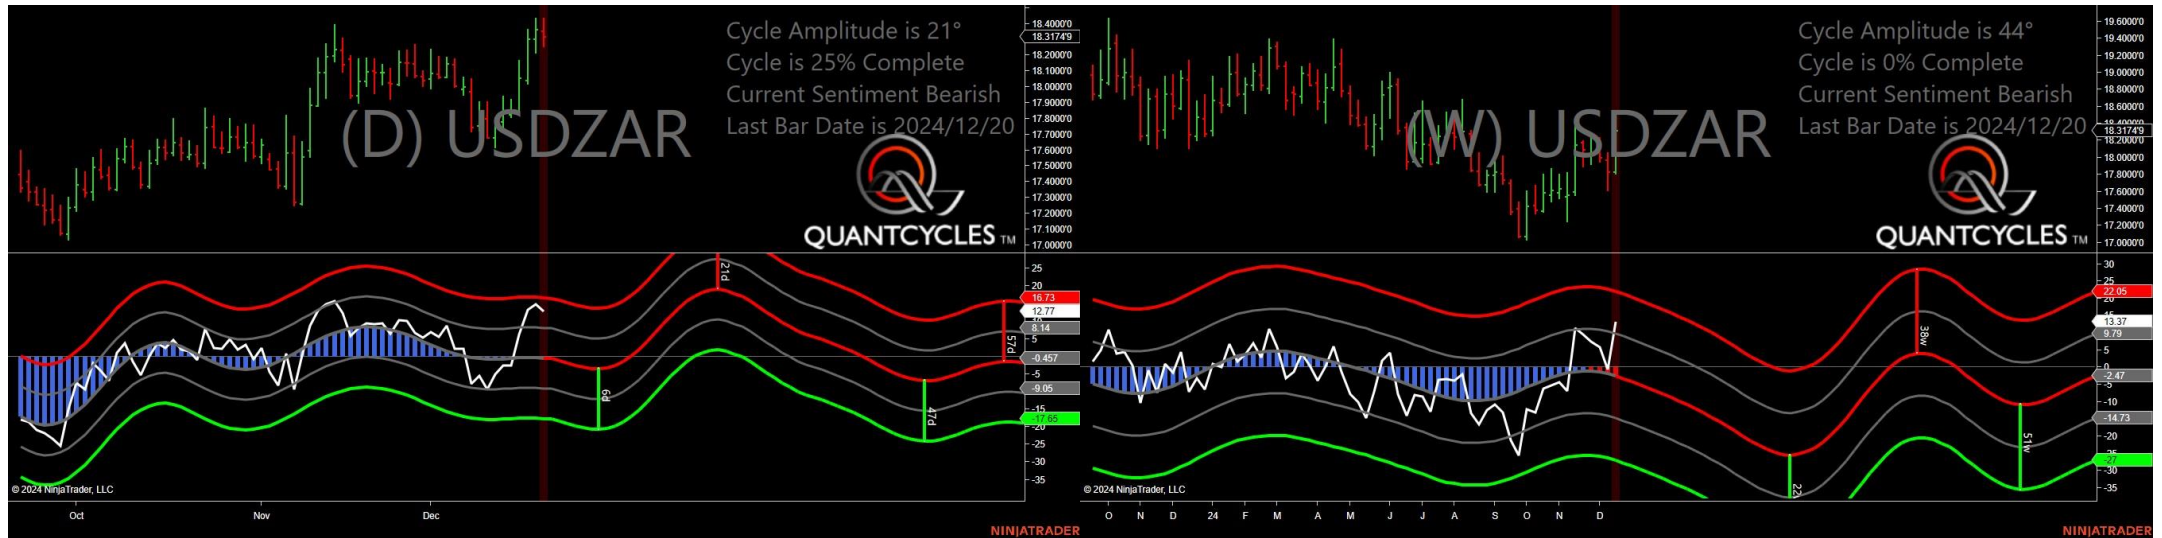 Cycle Amplitude is 21°
Cycle is 25% Complete
Current Sentiment Bearish
Last Bar Date is 2024/12/20
(D) USDZAR
QUANTCYCLES TM
18.4000'0
18.3174'9
18.2000'0
18.1000'0
18.0000'0
17.9000'0
17.8000'0
17.7000'0
17.6000'0
17.5000'0
17.4000'0
17.3000'0
17.2000'0
17.1000'0
17.0000'0
25
20
16.73
12.77
8.14
5
-0.457
-5
-9.05
-15
-17.65
-20
-25
-30
-35
21d
6d
47d
57d
© 2024 NinjaTrader, LLC
Oct Nov Dec
NINJATRADER
Cycle Amplitude is 44°
Cycle is 0% Complete
Current Sentiment Bearish
Last Bar Date is 2024/12/20
(W) USDZAR
QUANTCYCLES TM
19.6000'0
19.4000'0
19.2000'0
19.0000'0
18.8000'0
18.6000'0
18.4000'0
18.3174'9
18.2000'0
18.0000'0
17.8000'0
17.6000'0
17.4000'0
17.2000'0
17.0000'0
30
22.05
20
15
13.37
9.79
5
0
-2.47
-5
-10
-14.73
-20
-27
-30
-35
38w
22
51w
© 2024 NinjaTrader, LLC
O N D 24 F M A M J J A S O N D
NINJATRADER